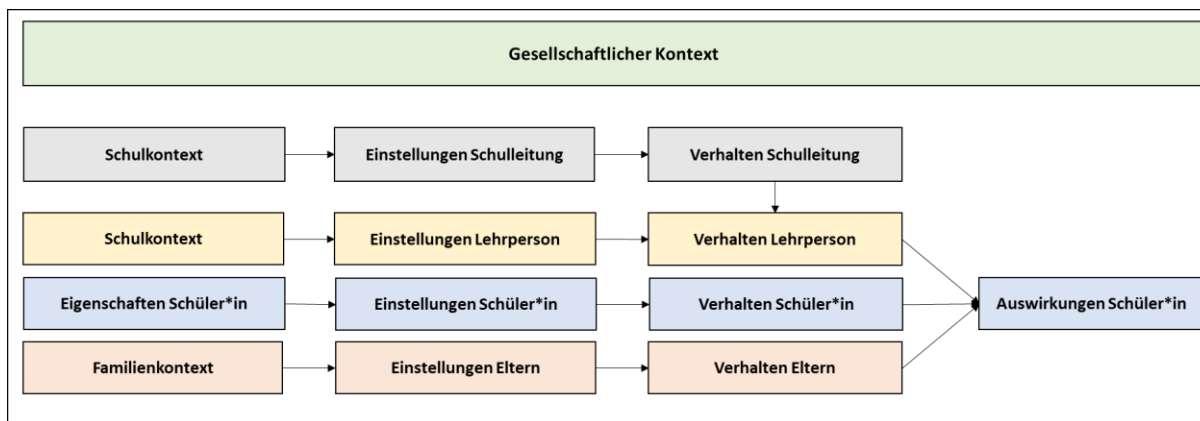 Gesellschaftlicher Kontext
Schulkontext
Einstellungen Schulleitung
Verhalten Schulleitung
Schulkontext
Einstellungen Lehrperson
Verhalten Lehrperson
Eigenschaften Schüler*in
Einstellungen Schüler*in
Verhalten Schüler*in
Auswirkungen Schüler*in
Familienkontext
Einstellungen Eltern
Verhalten Eltern